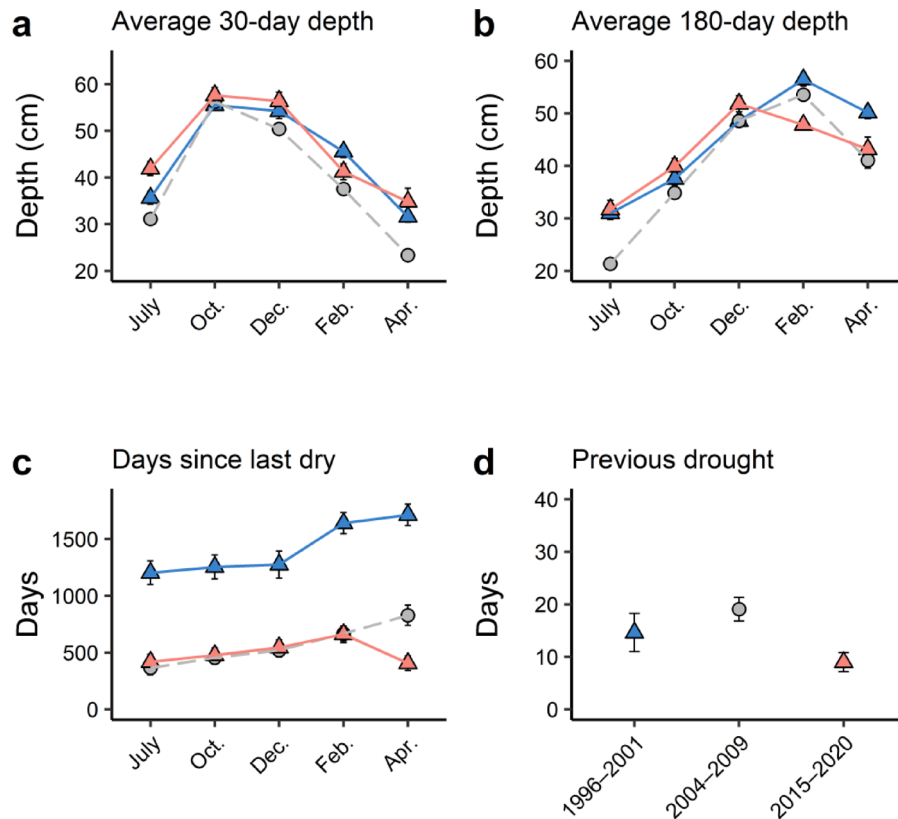 a Average 30-day depth
Depth (cm)
60
50
40
30
20
July Oct. Dec. Feb. Apr.
b Average 180-day depth
Depth (cm)
60
50
40
30
20
July Oct. Dec. Feb. Apr.
c Days since last dry
Days
1500
1000
500
0
July Oct. Dec. Feb. Apr.
d Previous drought
Days
40
30
20
10
0
1996–2001 2004–2009 2015–2020